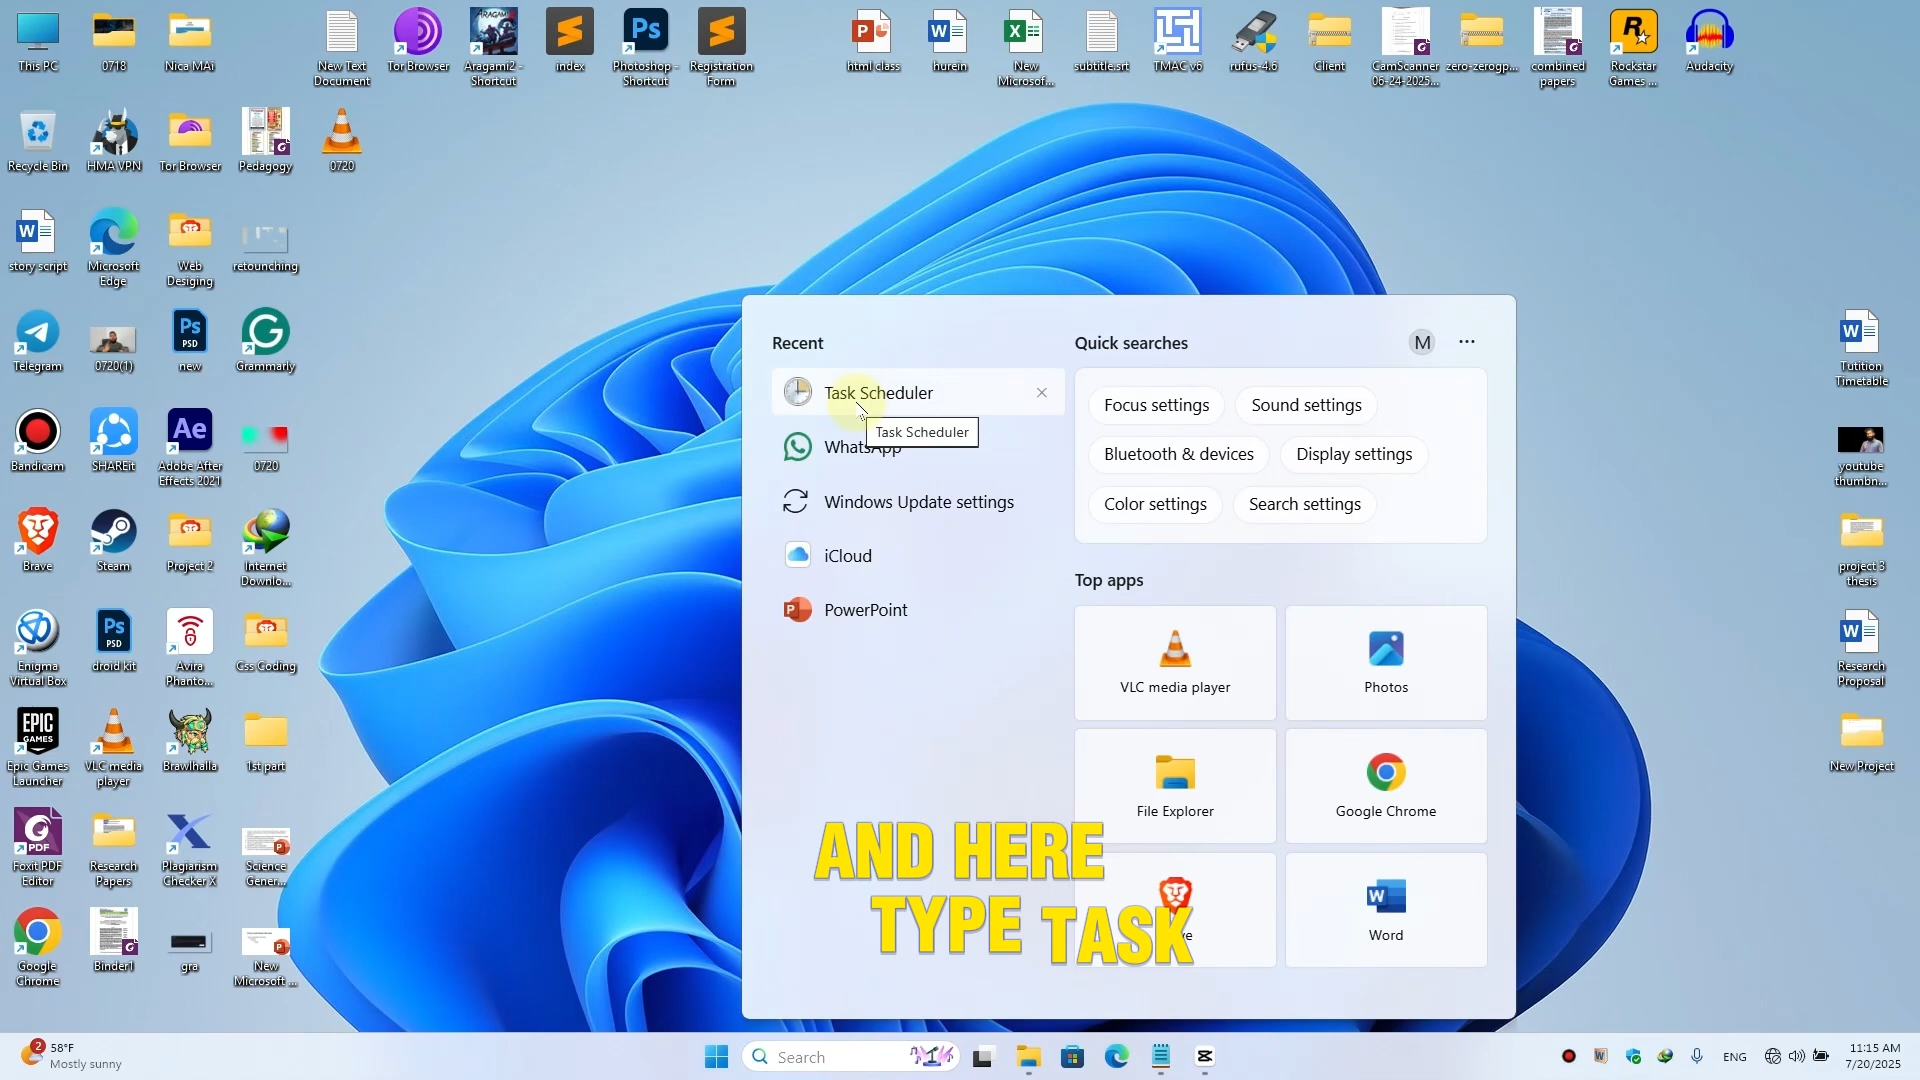 This PC
0718
Nica MAi
New Text
Document
Tor Browser
Aragami2 -
Shortcut
index
Photoshop -
Shortcut
Registration
Form
html class
hurein
New
Microsof...
subtitle.srt
TMAC v6
rufus-4.6
Client
CamScanner
06-24-2025...
zero-zerogp...
combined
papers
Rockstar
Games ...
Audacity
Recycle Bin
HMA VPN
Tor Browser
Pedagogy
0720
story script
Microsoft
Edge
Web
Desiging
retounching
Telegram
0720(1)
new
Grammarly
Bandicam
SHAREit
Adobe After
Effects 2021
0720
Brave
Steam
Project 2
Internet
Downlo...
Enigma
Virtual Box
droid kit
Avira
Phanto...
Css Coding
Epic Games
Launcher
VLC media
player
Brawlhalla
1st part
Foxit PDF
Editor
Research
Papers
Plagiarism
Checker X
Science
Gener...
Google
Chrome
Binder1
gra
New
Microsoft ...
Tutition
Timetable
youtube
thumbn...
project 3
thesis
Research
Proposal
New Project
Recent
Task Scheduler
Task Scheduler
WhatsApp
Windows Update settings
iCloud
PowerPoint
Quick searches
M
Focus settings
Sound settings
Bluetooth & devices
Display settings
Color settings
Search settings
Top apps
VLC media player
Photos
File Explorer
Google Chrome
Word
AND HERE
TYPE TASK
2
58°F
Mostly sunny
Search
ENG
11:15 AM
7/20/2025